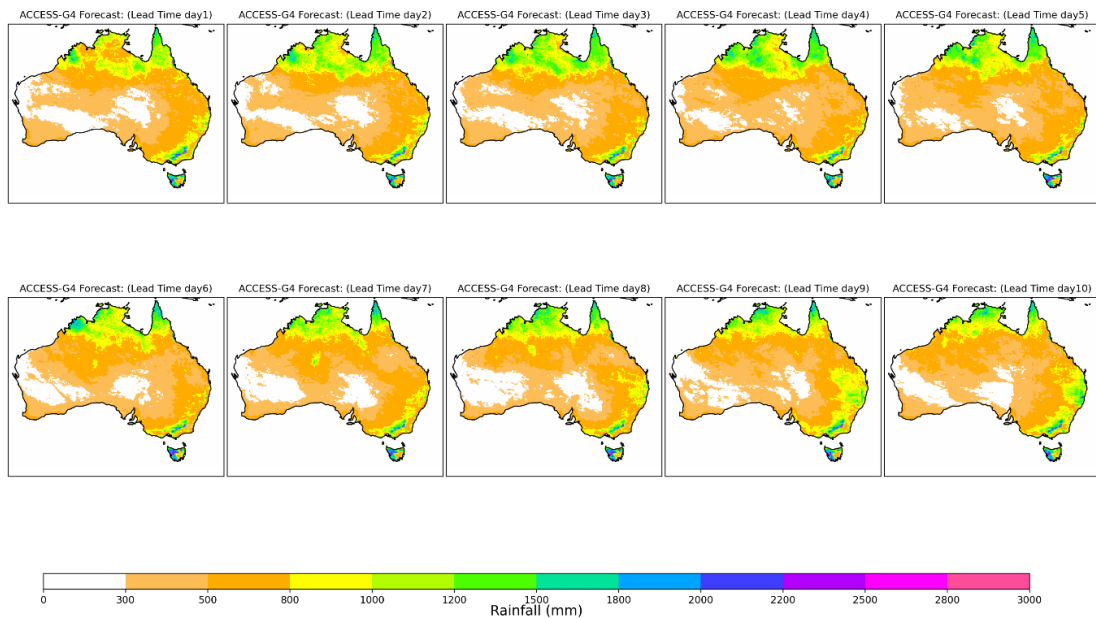 ACCESS-G4 Forecast: (Lead Time day1)
ACCESS-G4 Forecast: (Lead Time day2)
ACCESS-G4 Forecast: (Lead Time day3)
ACCESS-G4 Forecast: (Lead Time day4)
ACCESS-G4 Forecast: (Lead Time day5)
ACCESS-G4 Forecast: (Lead Time day6)
ACCESS-G4 Forecast: (Lead Time day7)
ACCESS-G4 Forecast: (Lead Time day8)
ACCESS-G4 Forecast: (Lead Time day9)
ACCESS-G4 Forecast: (Lead Time day10)
0 300 500 800 1000 1200 1500 1800 2000 2200 2500 2800 3000
Rainfall (mm)